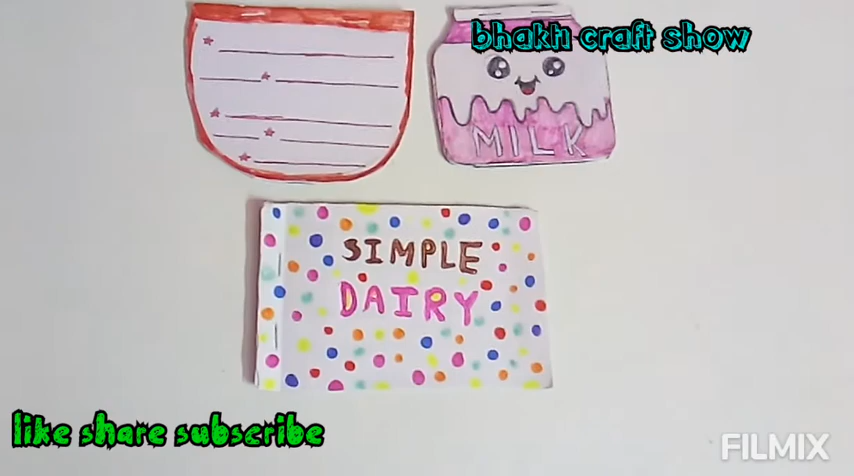 bhakti craft show
MILK
SIMPLE
DAIRY
like share subscribe
FILMIX